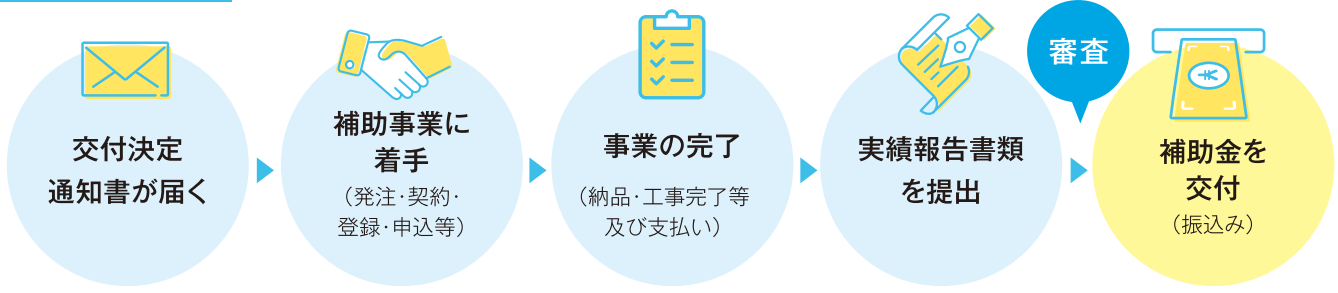 交付決定
通知書が届く
補助事業に
着手
（発注・契約・
登録・申込等）
事業の完了
（納品・工事完了等
及び支払い）
実績報告書類
を提出
審査
補助金を
交付
（振込み）